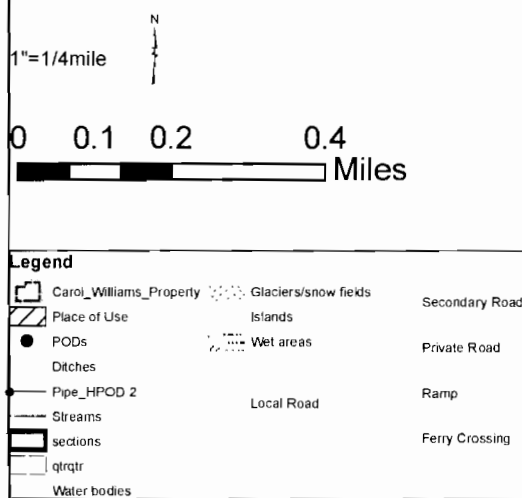 N
1"=1/4mile
0 0.1 0.2 0.4
Miles
Legend
Carol_Williams_Property
Place of Use
PODs
Ditches
Pipe_HPOD 2
Streams
sections
qtrqtr
Water bodies
Glaciers/snow fields
Islands
Wet areas
Local Road
Secondary Road
Private Road
Ramp
Ferry Crossing